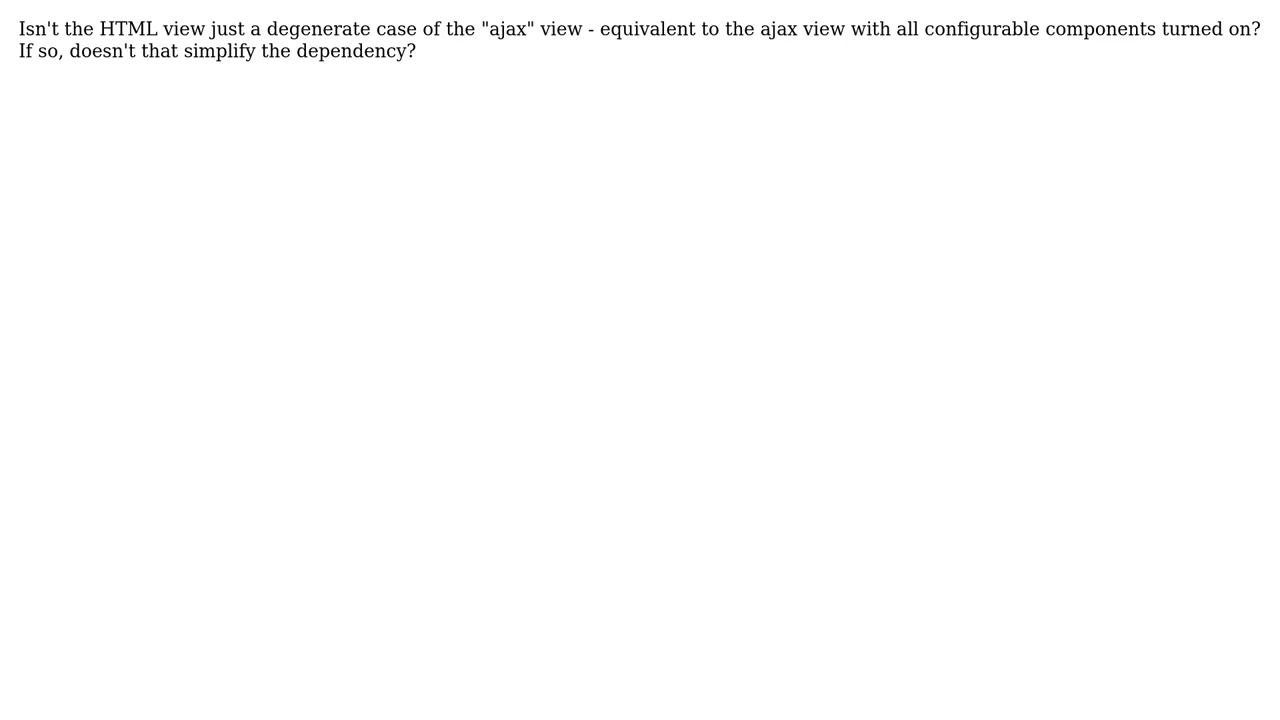 Isn't the HTML view just a degenerate case of the "ajax" view - equivalent to the ajax view with all configurable components turned on?
If so, doesn't that simplify the dependency?